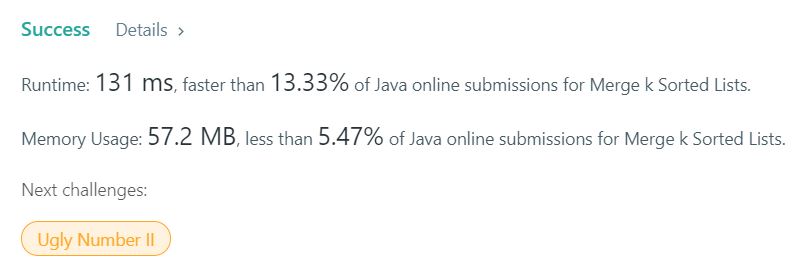 Success Details >
Runtime: 131 ms, faster than 13.33% of Java online submissions for Merge k Sorted Lists.
Memory Usage: 57.2 MB, less than 5.47% of Java online submissions for Merge k Sorted Lists.
Next challenges:
Ugly Number II